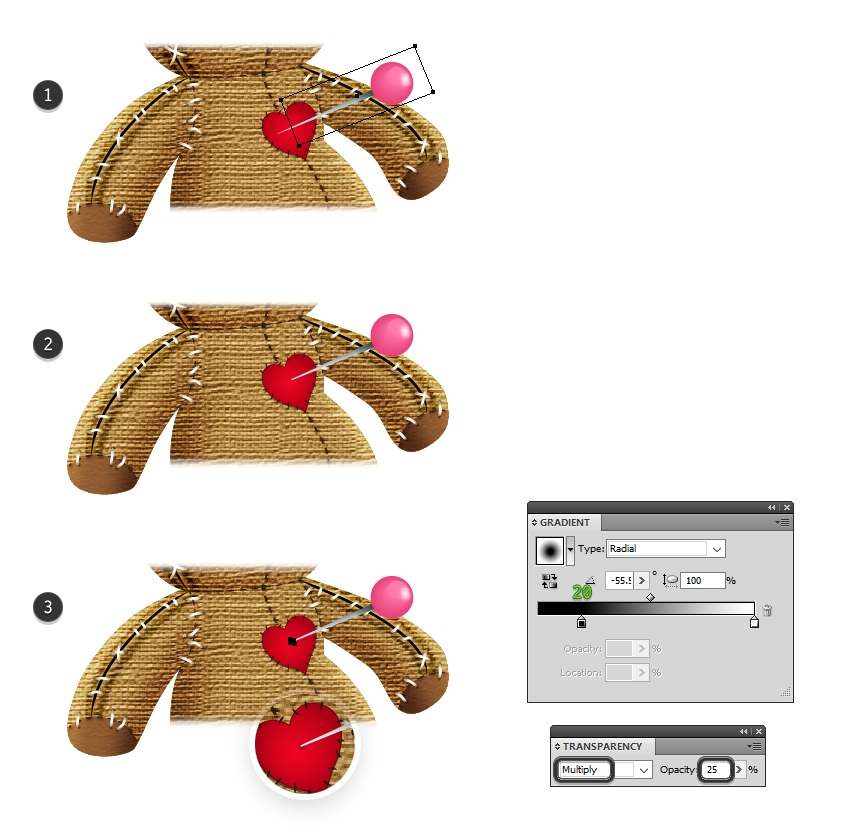 1
2
3
GRADIENT
Type: Radial
-55.5 ° 100 %
20
Opacity: %
Location: %
TRANSPARENCY
Multiply Opacity: 25 %